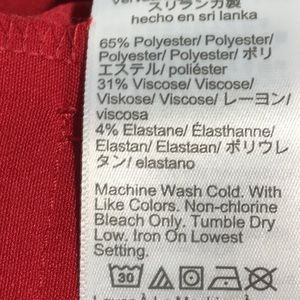 スリランカ製
hecho en sri lanka
65% Polyester/ Polyester/
Polyester/ Polyester/ ポリ
エステル/ poliéster
31% Viscose/ Viscose/
Viskose/ Viscose/ レーヨン/
viscosa
4% Elastane/ Élasthanne/
Elastan/ Elastaan/ ポリウレ
タン/ elastano
Machine Wash Cold. With
Like Colors. Non-chlorine
Bleach Only. Tumble Dry
Low. Iron On Lowest
Setting.
30